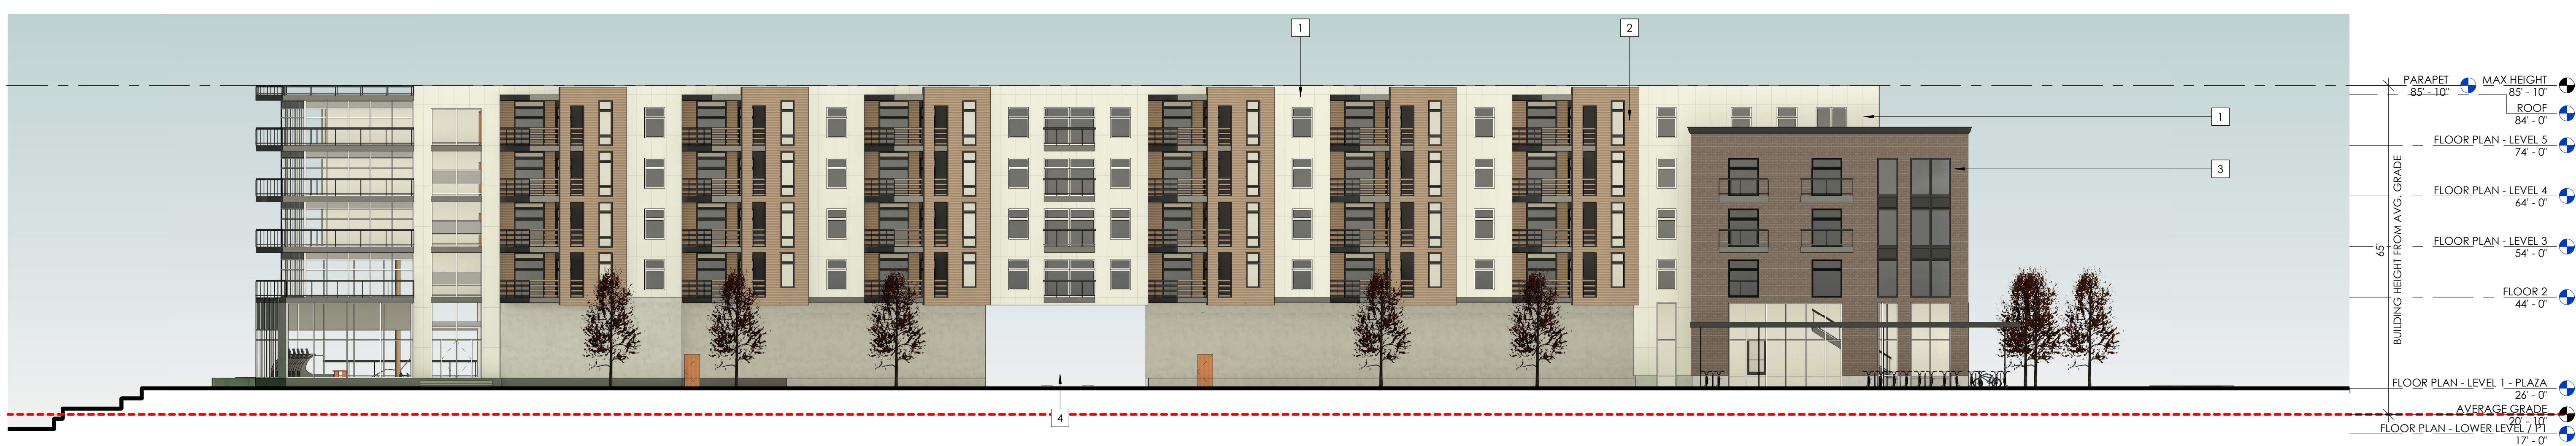 1
2
1
3
4
PARAPET
85' - 10"
MAX HEIGHT
85' - 10"
ROOF
84' - 0"
FLOOR PLAN - LEVEL 5
74' - 0"
FLOOR PLAN - LEVEL 4
64' - 0"
FLOOR PLAN - LEVEL 3
54' - 0"
FLOOR 2
44' - 0"
FLOOR PLAN - LEVEL 1 - PLAZA
26' - 0"
AVERAGE GRADE
20' - 10"
FLOOR PLAN - LOWER LEVEL / P1
17' - 0"
65'
BUILDING HEIGHT FROM AVG. GRADE